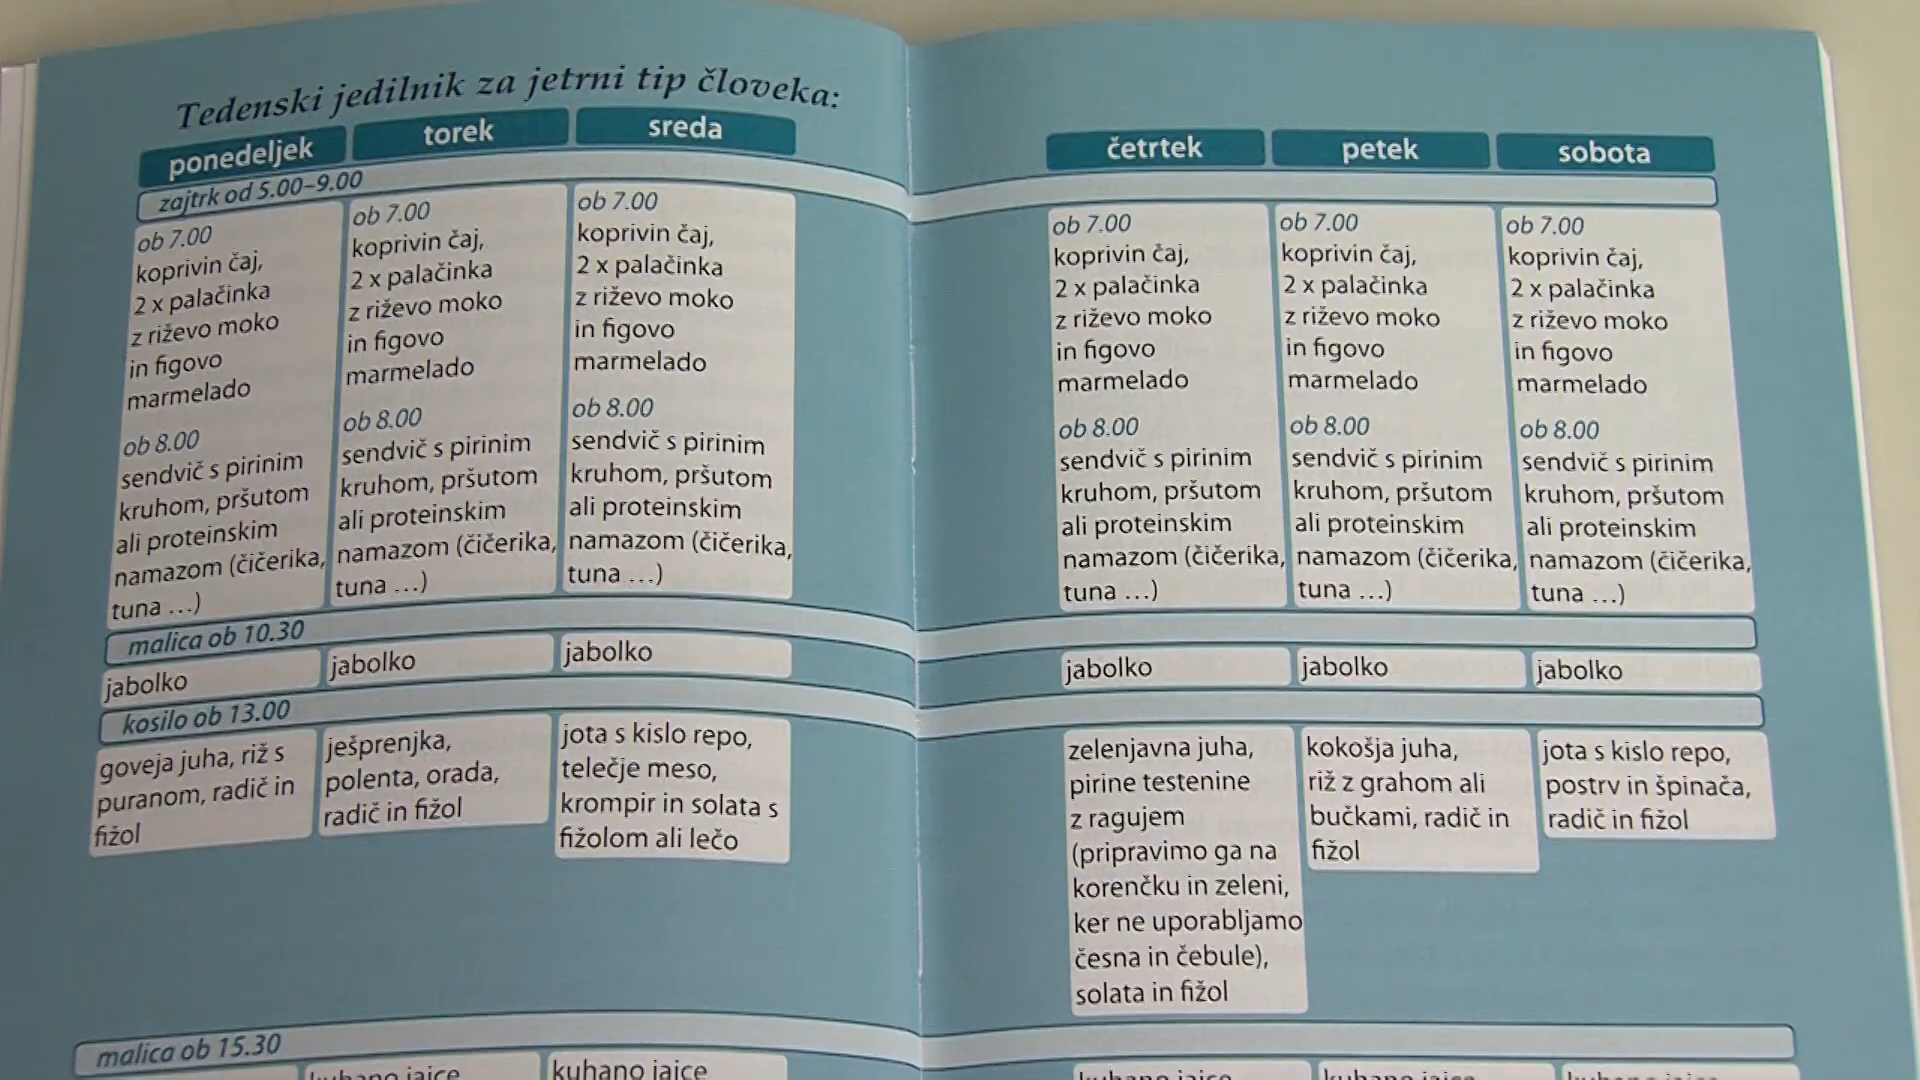 Tedenski jedilnik za jetrni tip človeka:
ponedeljek
torek
sreda
četrtek
petek
sobota
zajtrk od 5.00–9.00
ob 7.00
koprivin čaj,
2 x palačinka
z riževo moko
in figovo
marmelado
ob 8.00
sendvič s pirinim
kruhom, pršutom
ali proteinskim
namazom (čičerika,
tuna ...)
ob 7.00
koprivin čaj,
2 x palačinka
z riževo moko
in figovo
marmelado
ob 8.00
sendvič s pirinim
kruhom, pršutom
ali proteinskim
namazom (čičerika,
tuna ...)
ob 7.00
koprivin čaj,
2 x palačinka
z riževo moko
in figovo
marmelado
ob 8.00
sendvič s pirinim
kruhom, pršutom
ali proteinskim
namazom (čičerika,
tuna ...)
ob 7.00
koprivin čaj,
2 x palačinka
z riževo moko
in figovo
marmelado
ob 8.00
sendvič s pirinim
kruhom, pršutom
ali proteinskim
namazom (čičerika,
tuna ...)
ob 7.00
koprivin čaj,
2 x palačinka
z riževo moko
in figovo
marmelado
ob 8.00
sendvič s pirinim
kruhom, pršutom
ali proteinskim
namazom (čičerika,
tuna ...)
ob 7.00
koprivin čaj,
2 x palačinka
z riževo moko
in figovo
marmelado
ob 8.00
sendvič s pirinim
kruhom, pršutom
ali proteinskim
namazom (čičerika,
tuna ...)
malica ob 10.30
jabolko
jabolko
jabolko
jabolko
jabolko
jabolko
kosilo ob 13.00
goveja juha, riž s
puranom, radič in
fižol
ješprenjka,
polenta, orada,
radič in fižol
jota s kislo repo,
telečje meso,
krompir in solata s
fižolom ali lečo
zelenjavna juha,
pirine testenine
z ragujem
(pripravimo ga na
korenčku in zeleni,
ker ne uporabljamo
česna in čebule),
solata in fižol
kokošja juha,
riž z grahom ali
bučkami, radič in
fižol
jota s kislo repo,
postrv in špinača,
radič in fižol
malica ob 15.30
kuhano jajce
kuhano jajce
kuhano jajce
kuhano jajce
kuhano jajce